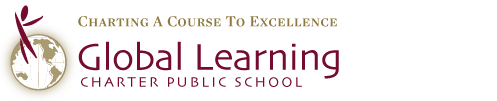 CHARTING A COURSE TO EXCELLENCE
Global Learning
CHARTER PUBLIC SCHOOL